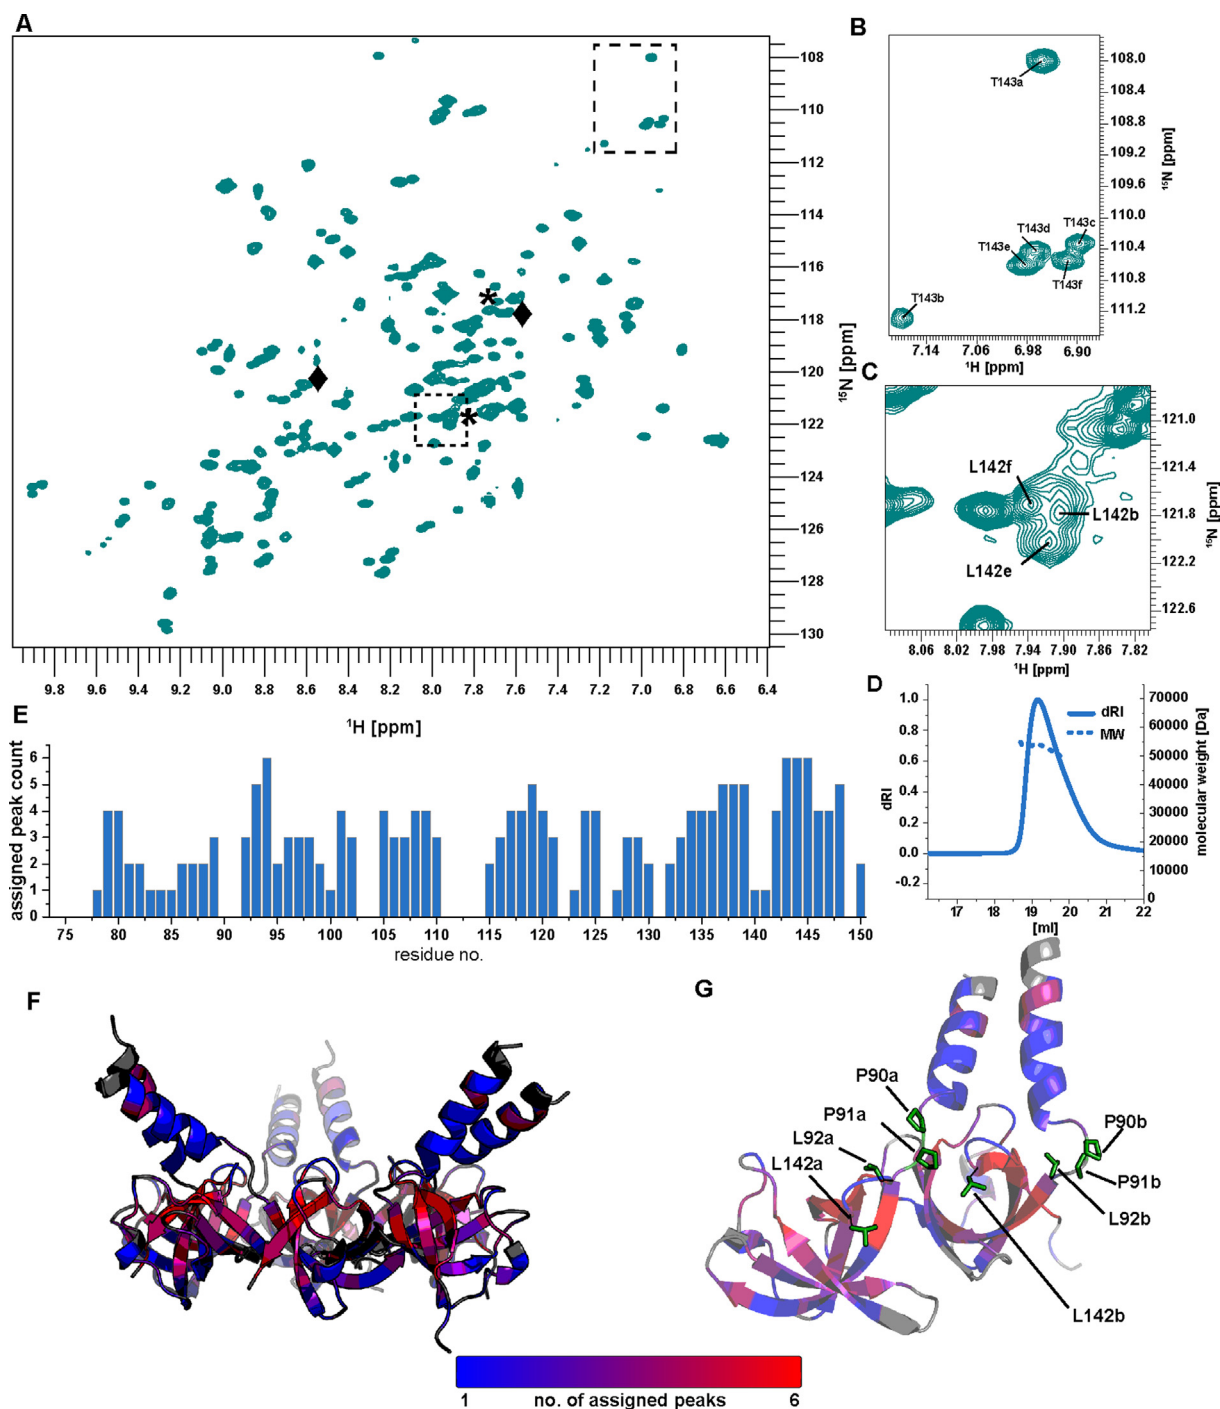 A
108
110
112
114
116
118
120
122
124
126
128
130
¹⁵N [ppm]
9.8 9.6 9.4 9.2 9.0 8.8 8.6 8.4 8.2 8.0 7.8 7.6 7.4 7.2 7.0 6.8 6.6 6.4
¹H [ppm]
B
T143a
T143d
T143c
T143e
T143f
T143b
108.0
108.4
108.8
109.2
109.6
110.0
110.4
110.8
111.2
¹⁵N [ppm]
7.14 7.06 6.98 6.90
¹H [ppm]
C
L142f
L142b
L142e
121.0
121.4
121.8
122.2
122.6
¹⁵N [ppm]
8.06 8.02 7.98 7.94 7.90 7.86 7.82
¹H [ppm]
D
1.0
0.8
0.6
0.4
0.2
0.0
-0.2
dRI
dRI
MW
70000
60000
50000
40000
30000
20000
10000
0
molecular weight [Da]
17 18 19 20 21 22
[ml]
E
assigned peak count
6
5
4
3
2
1
0
75 80 85 90 95 100 105 110 115 120 125 130 135 140 145 150
residue no.
F
G
P90a
P91a
L92a
L142a
P90b
P91b
L92b
L142b
1 no. of assigned peaks 6